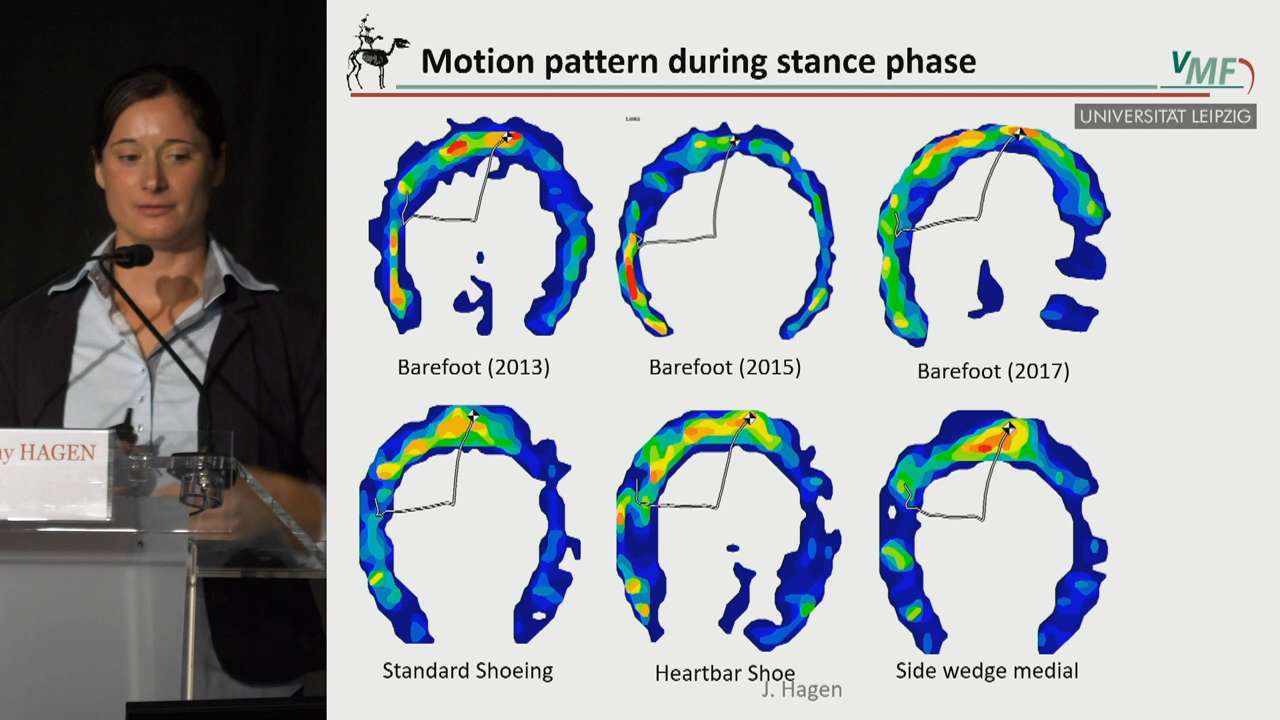 Motion pattern during stance phase
VMF
UNIVERSITÄT LEIPZIG
Barefoot (2013)
Barefoot (2015)
Barefoot (2017)
Standard Shoeing
Heartbar Shoe
Side wedge medial
J. Hagen
y HAGEN